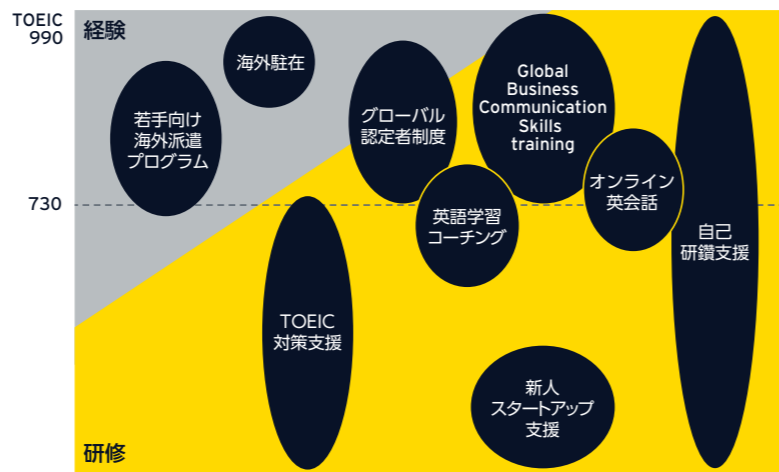 TOEIC
990
経験
海外駐在
若手向け
海外派遣
プログラム
グローバル
認定者制度
Global
Business
Communication
Skills
training
オンライン
英会話
730
英語学習
コーチング
自己
研鑽支援
TOEIC
対策支援
新人
スタートアップ
支援
研修